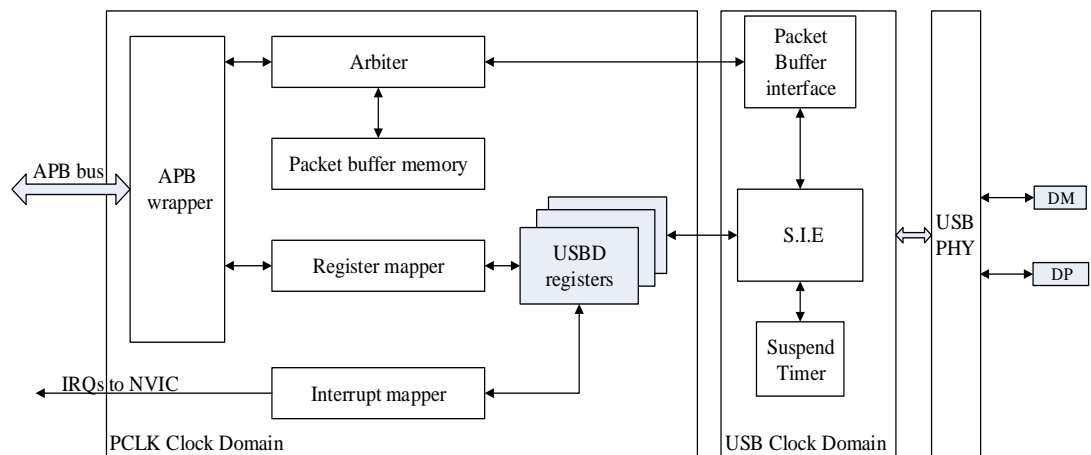 Arbiter
Packet
Buffer
interface
Packet buffer memory
APB bus
APB
wrapper
DM
S.I.E
USB
PHY
USBD
registers
Register mapper
DP
Suspend
Timer
IRQs to NVIC
Interrupt mapper
PCLK Clock Domain
USB Clock Domain